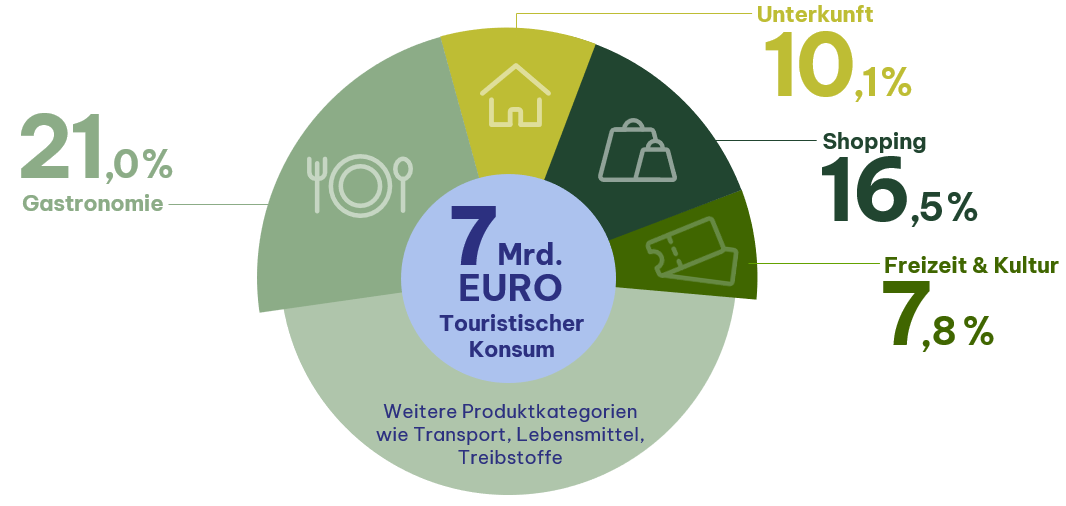 Unterkunft
10,1%
21,0%
Gastronomie
Shopping
16,5%
Freizeit & Kultur
7,8%
7 Mrd.
EURO
Touristischer
Konsum
Weitere Produktkategorien
wie Transport, Lebensmittel,
Treibstoffe